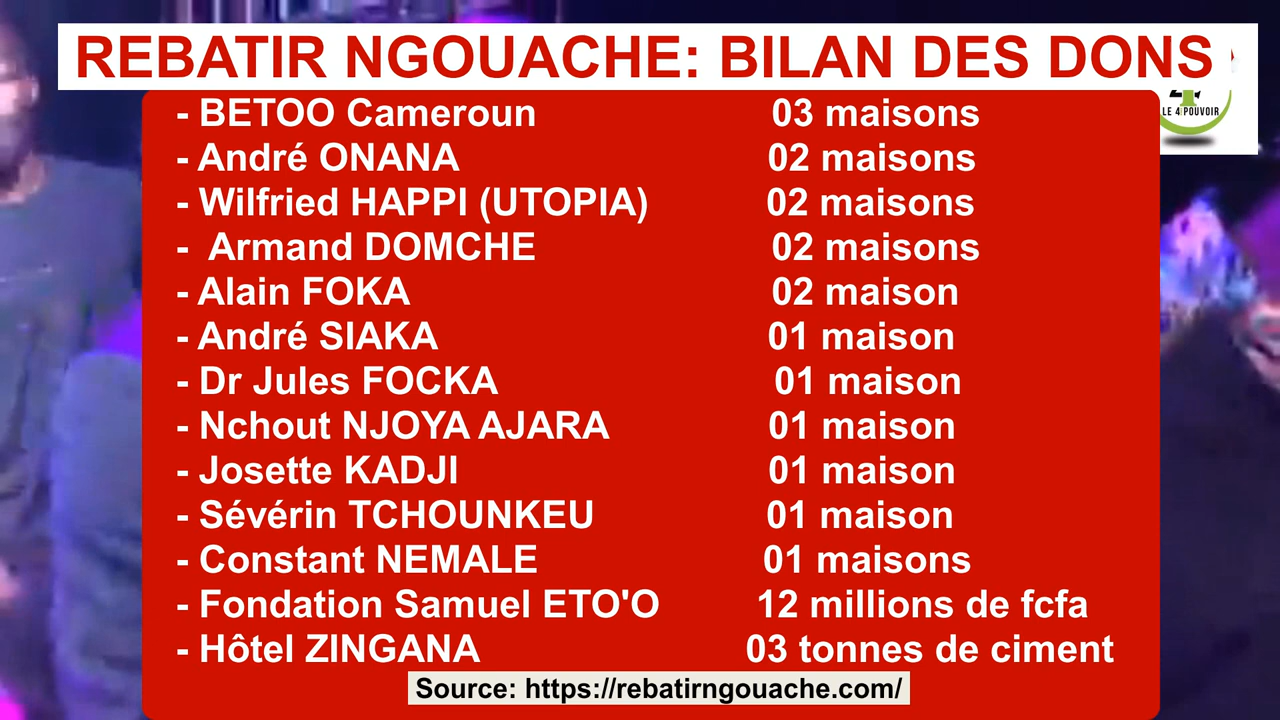 REBATIR NGOUACHE: BILAN DES DONS
LE 4 POUVOIR
- BETOO Cameroun 03 maisons
- André ONANA 02 maisons
- Wilfried HAPPI (UTOPIA) 02 maisons
- Armand DOMCHE 02 maisons
- Alain FOKA 02 maison
- André SIAKA 01 maison
- Dr Jules FOCKA 01 maison
- Nchout NJOYA AJARA 01 maison
- Josette KADJI 01 maison
- Sévérin TCHOUNKEU 01 maison
- Constant NEMALE 01 maisons
- Fondation Samuel ETO'O 12 millions de fcfa
- Hôtel ZINGANA 03 tonnes de ciment
Source: https://rebatirngouache.com/